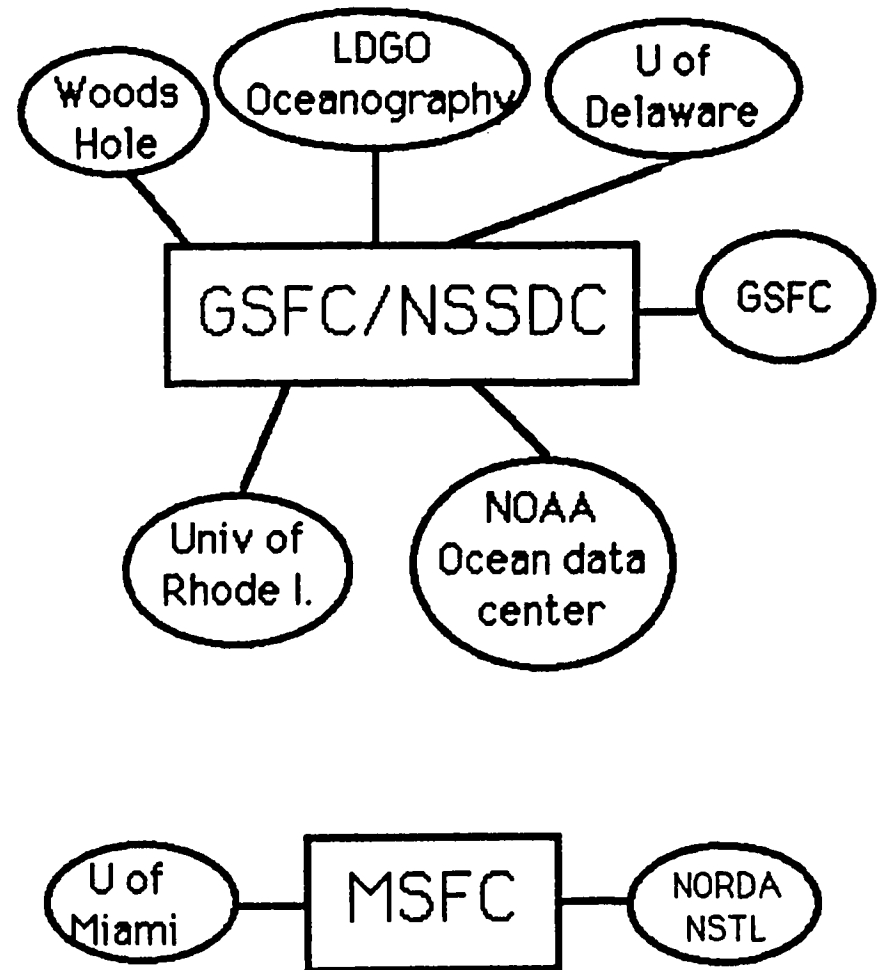 Woods
Hole
LDGO
Oceanography
U of
Delaware
GSFC/NSSDC
GSFC
Univ of
Rhode I.
NOAA
Ocean data
center
U of
Miami
MSFC
NORDA
NSTL